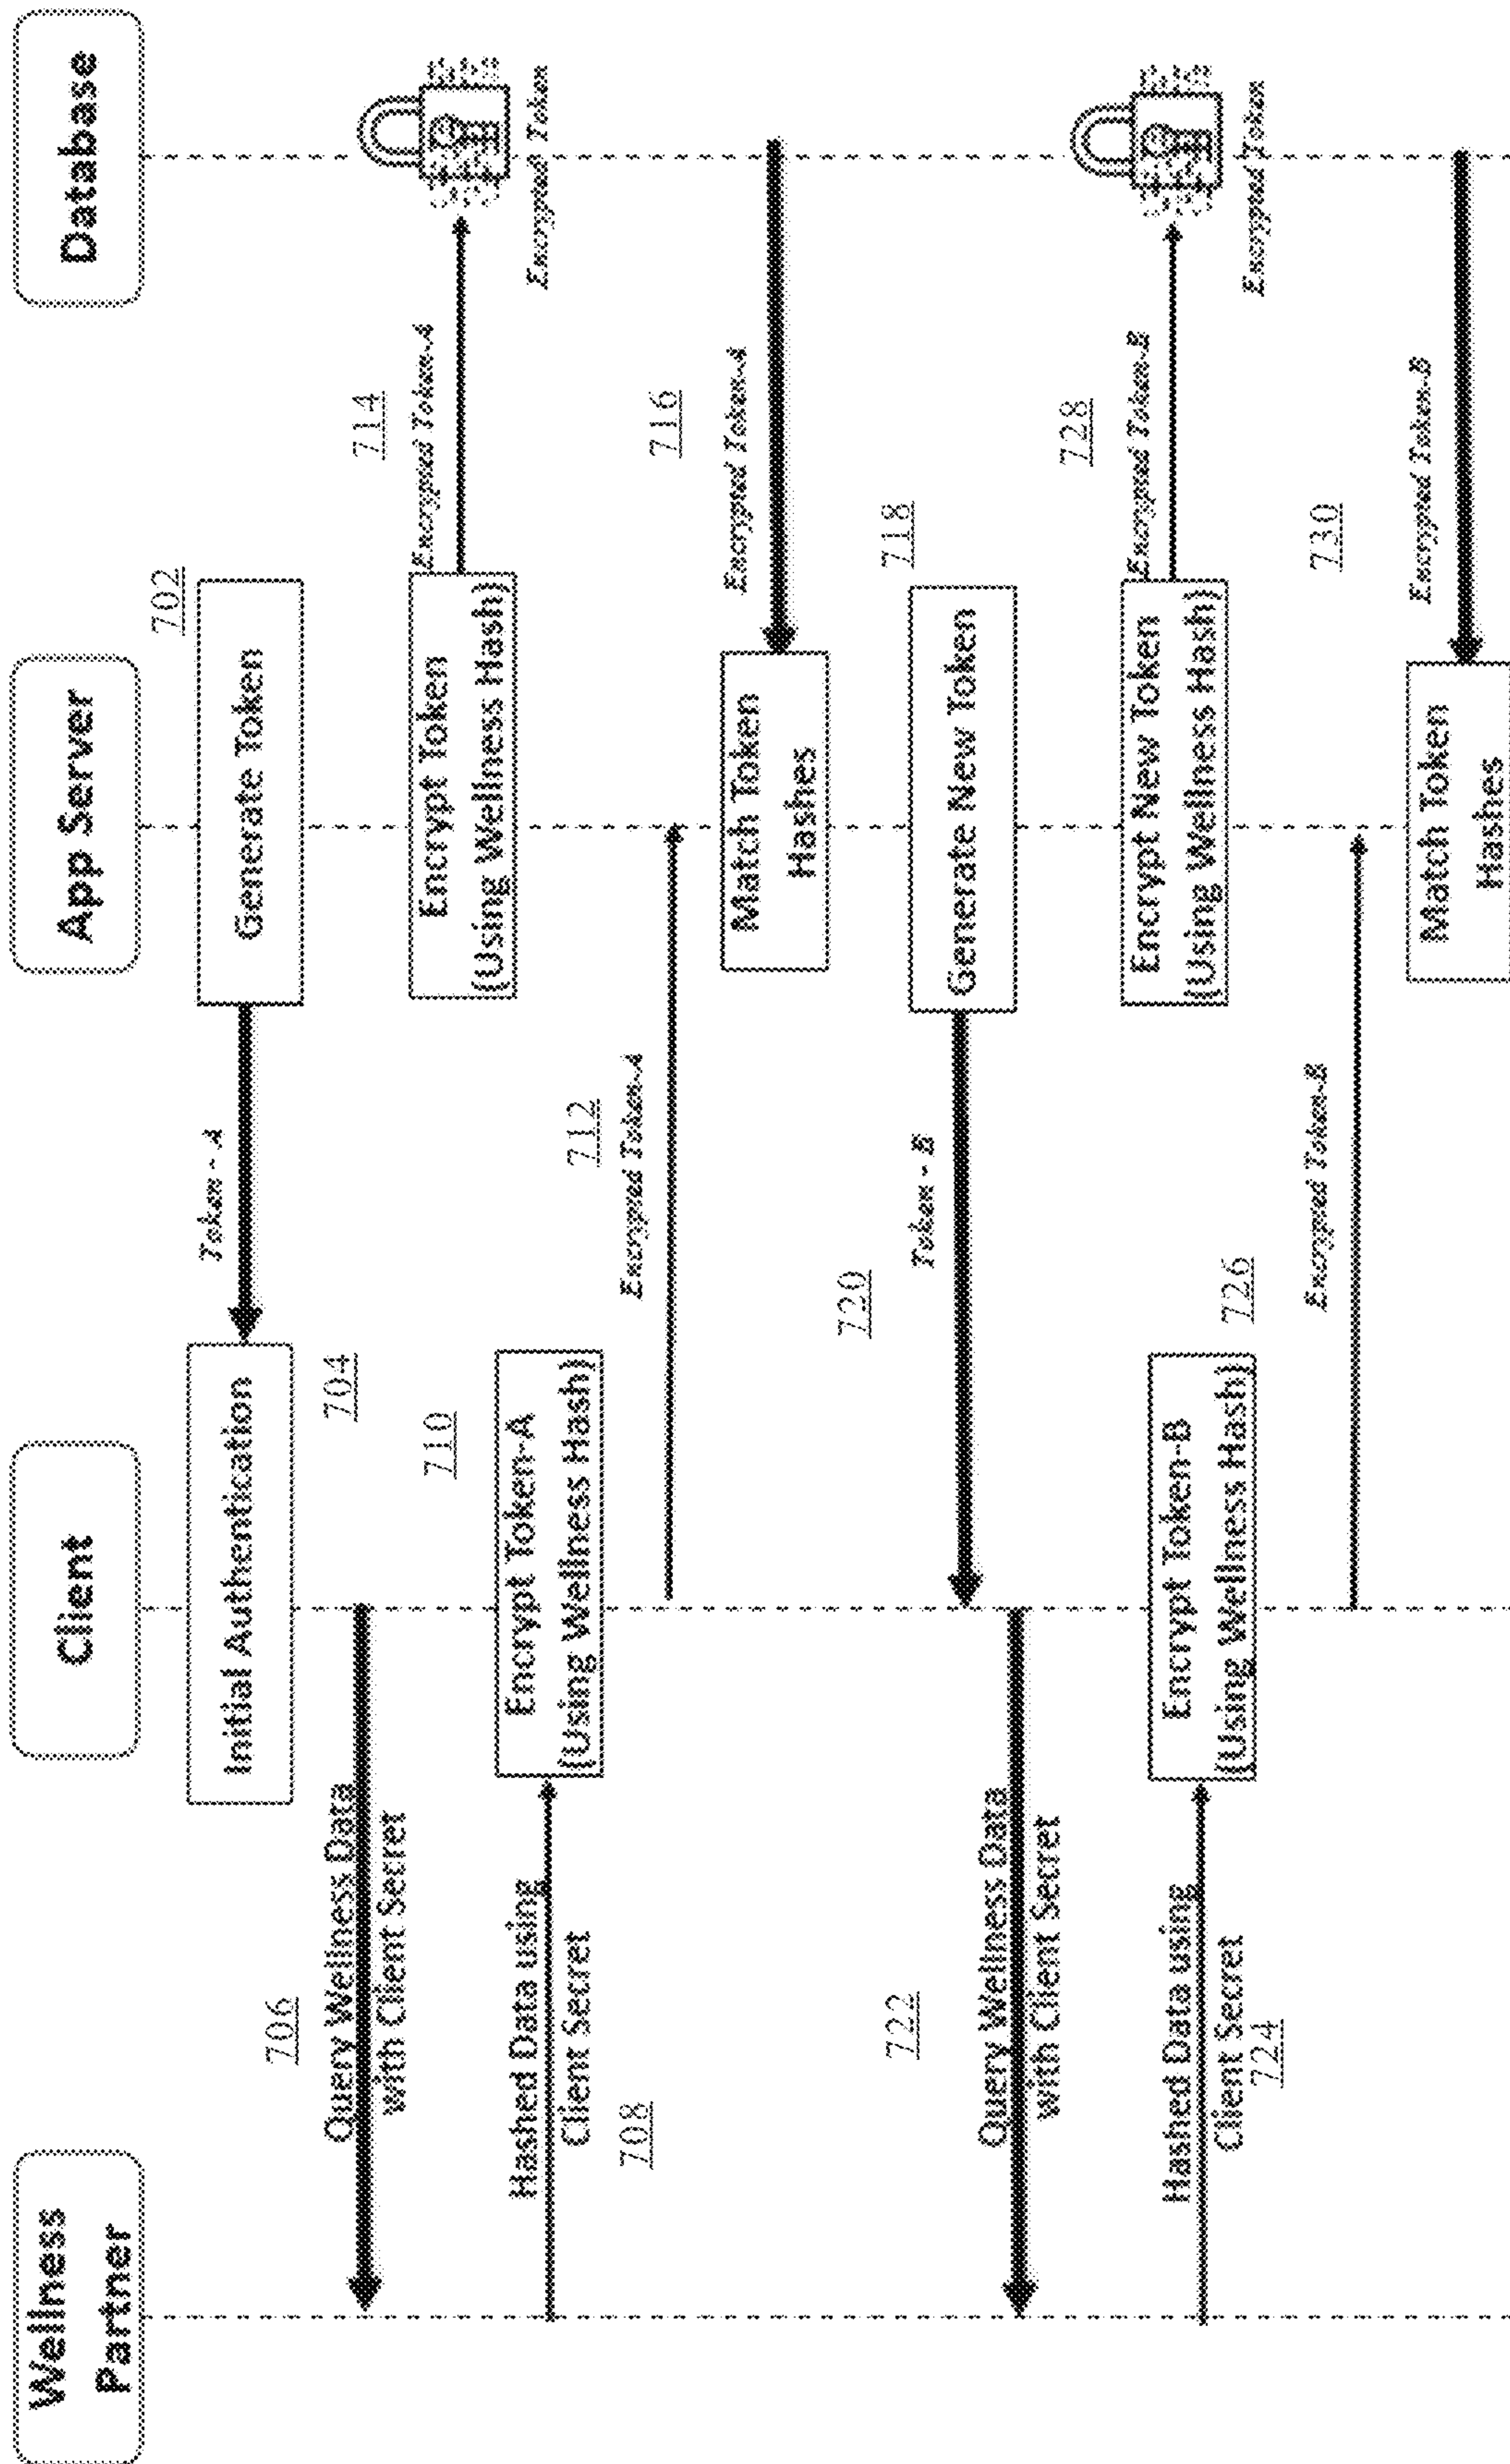 Wellness
Partner
Client
App Server
Database
702
Generate Token
Token - A
Initial Authentication
704
706
Query Wellness Data
with Client Secret
714
Encrypted Token-A
Encrypt Token
(Using Wellness Hash)
Encrypted Token
710
Encrypt Token-A
(Using Wellness Hash)
Hashed Data using
Client Secret
708
712
Encrypted Token-A
716
Encrypted Token-A
Match Token
Hashes
718
Generate New Token
720
Token - B
722
Query Wellness Data
with Client Secret
728
Encrypted Token-B
Encrypt New Token
(Using Wellness Hash)
Encrypted Token
726
Encrypt Token-B
(Using Wellness Hash)
Hashed Data using
Client Secret
724
Encrypted Token-B
730
Encrypted Token-B
Match Token
Hashes